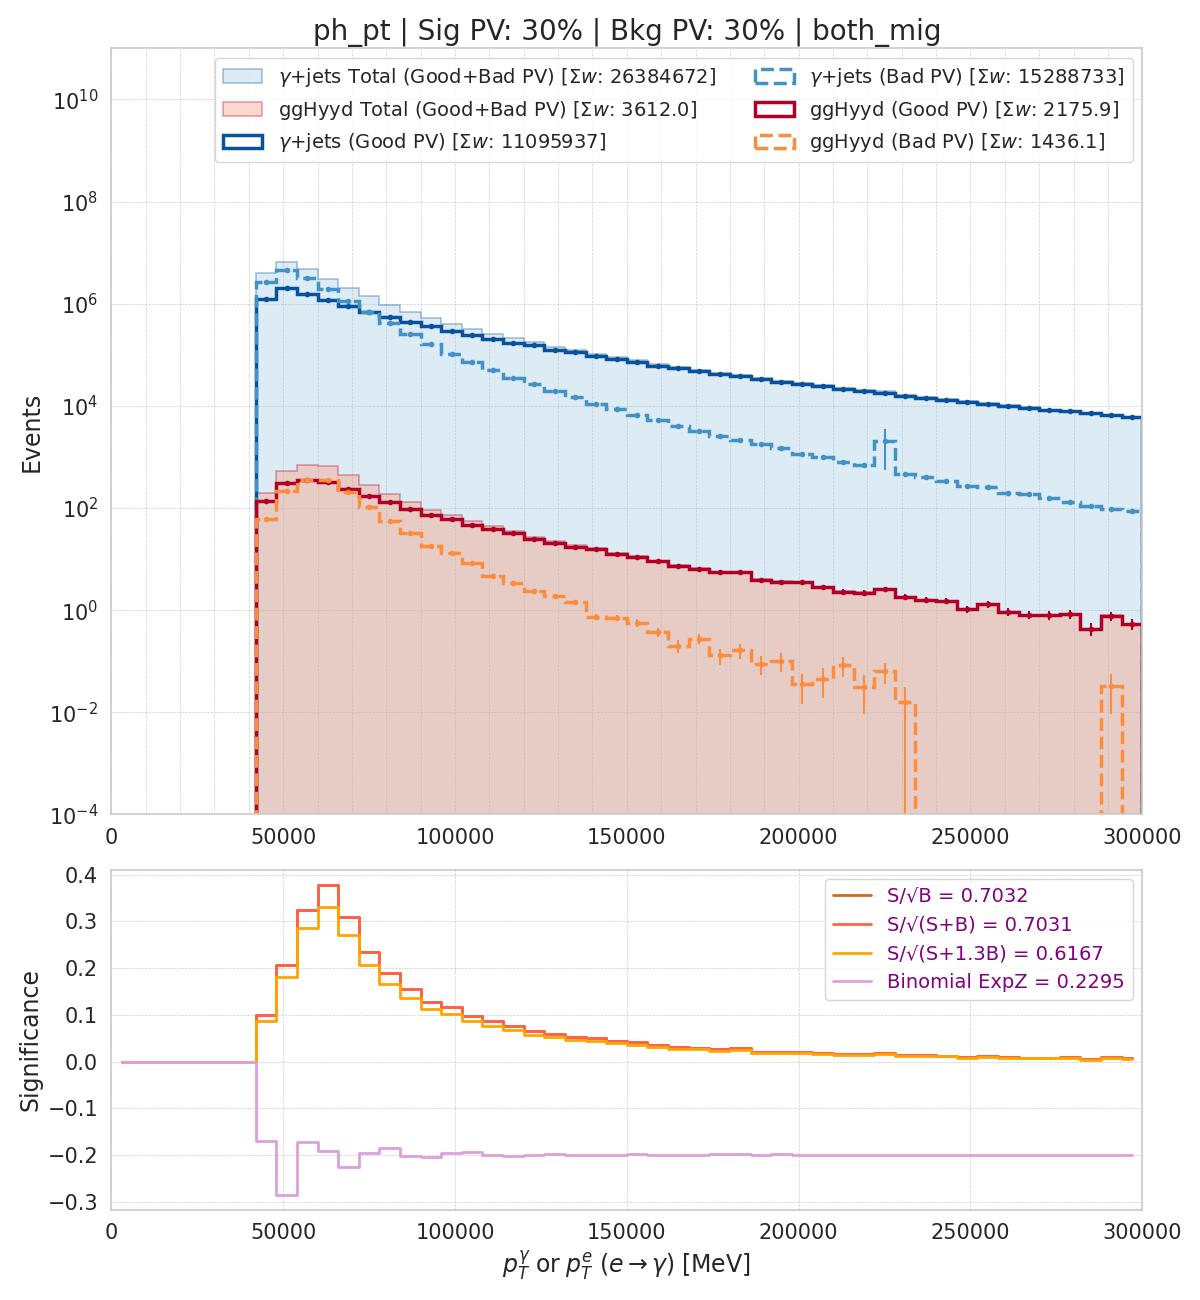 ph_pt | Sig PV: 30% | Bkg PV: 30% | both_mig
γ+jets Total (Good+Bad PV) [Σw: 26384672]
ggHyyd Total (Good+Bad PV) [Σw: 3612.0]
γ+jets (Good PV) [Σw: 11095937]
γ+jets (Bad PV) [Σw: 15288733]
ggHyyd (Good PV) [Σw: 2175.9]
ggHyyd (Bad PV) [Σw: 1436.1]
Events
10^10
10^8
10^6
10^4
10^2
10^0
10^−2
10^−4
0 50000 100000 150000 200000 250000 300000
S/√B = 0.7032
S/√(S+B) = 0.7031
S/√(S+1.3B) = 0.6167
Binomial ExpZ = 0.2295
Significance
0.4
0.3
0.2
0.1
0.0
−0.1
−0.2
−0.3
0 50000 100000 150000 200000 250000 300000
p_T^γ or p_T^e (e→γ) [MeV]